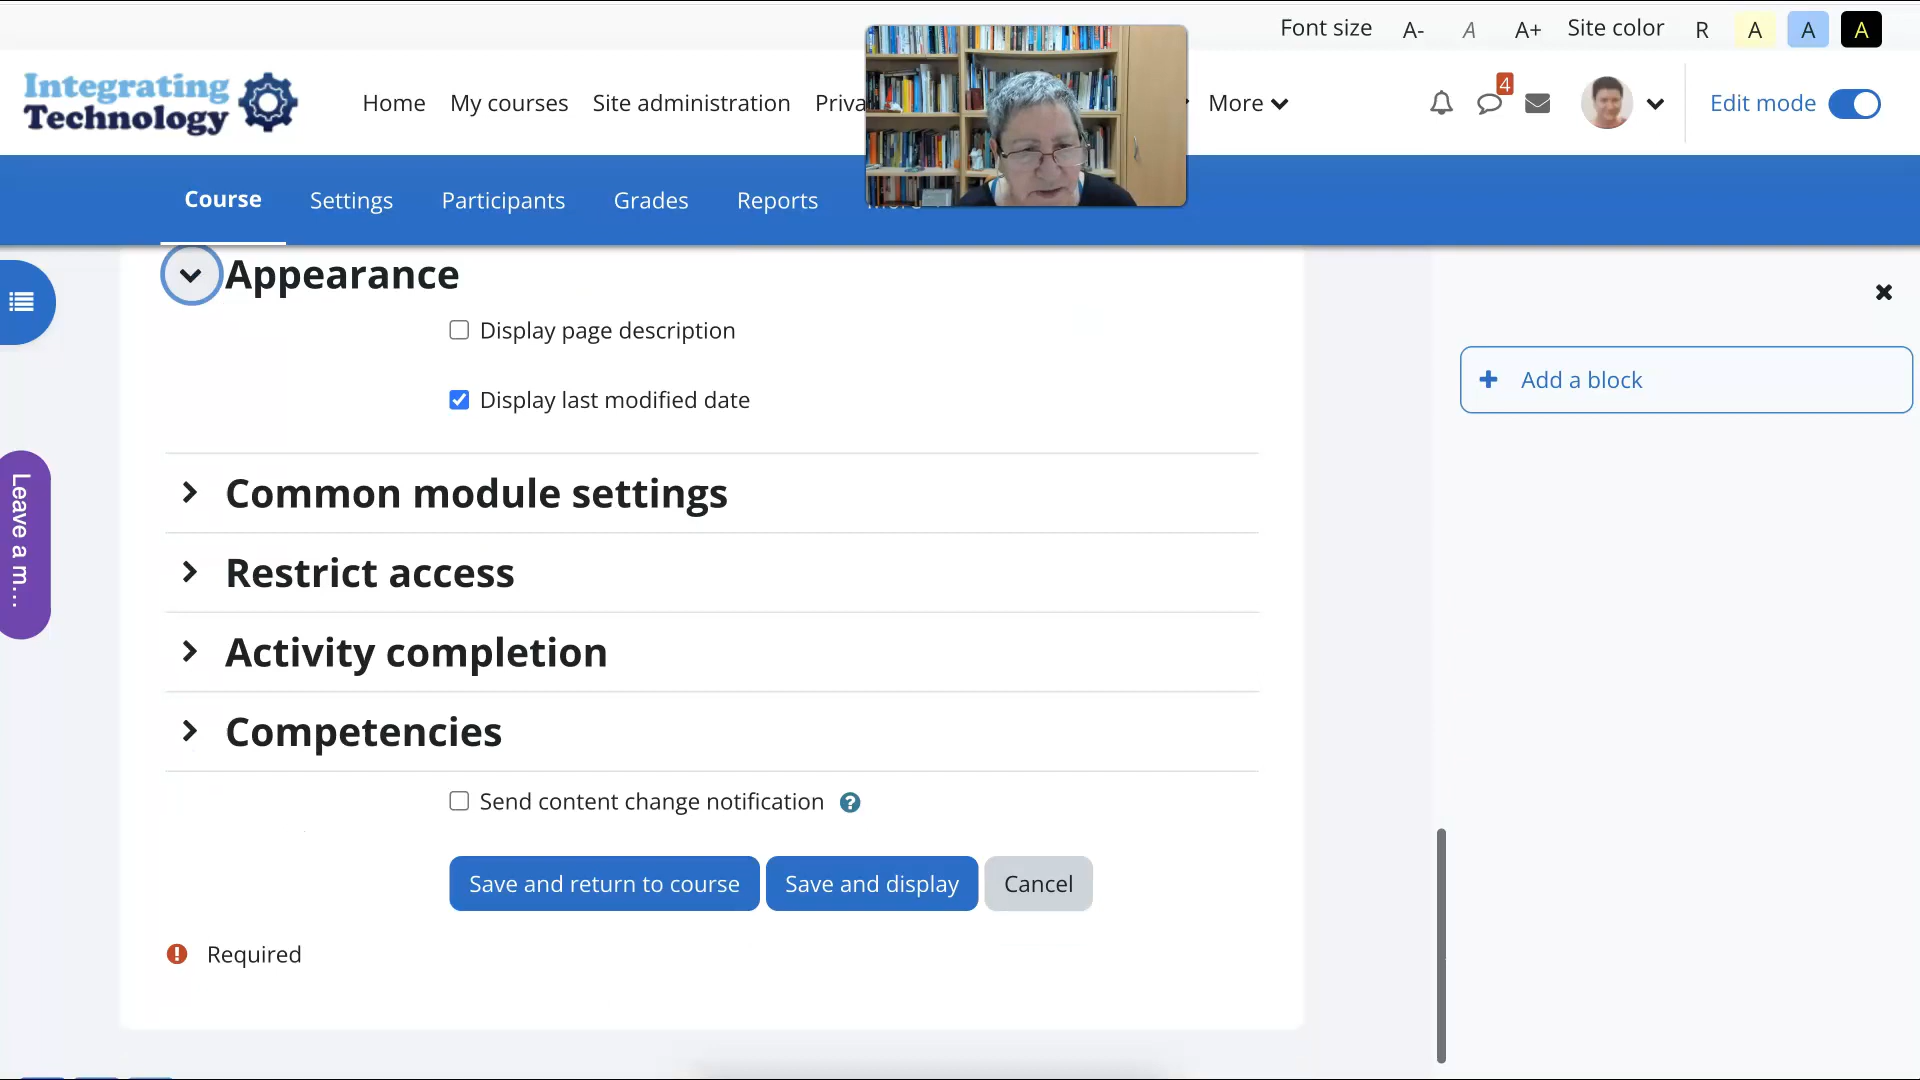 Font size A- A A+ Site color R A A A
Integrating
Technology
Home My courses Site administration More
4
Edit mode
Course Settings Participants Grades Reports
Appearance
Display page description
Display last modified date
Add a block
Common module settings
Restrict access
Leave a m...
Activity completion
Competencies
Send content change notification ?
Save and return to course Save and display Cancel
! Required